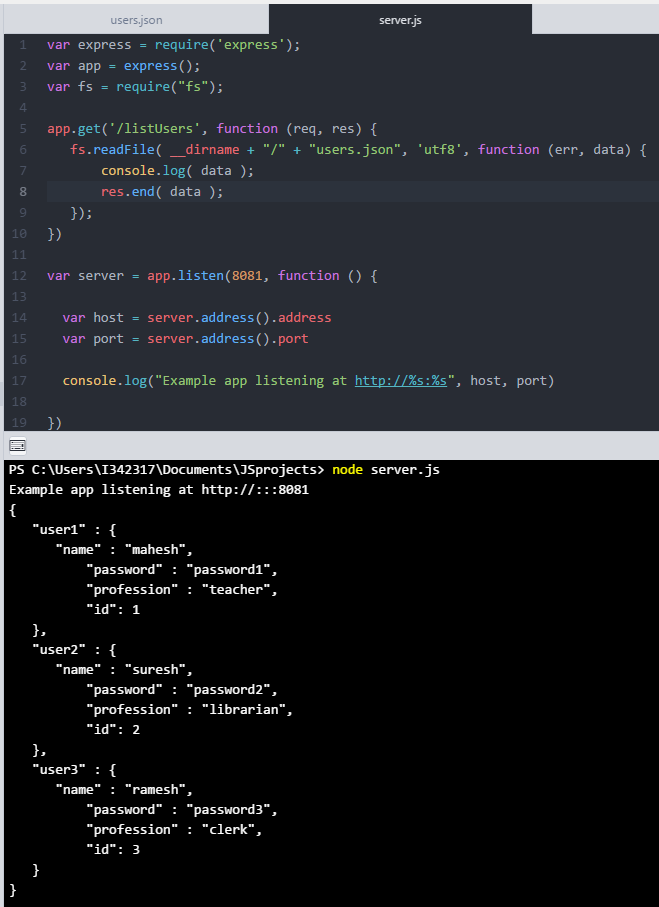 users.json server.js
1 var express = require('express');
2 var app = express();
3 var fs = require("fs");
4
5 app.get('/listUsers', function (req, res) {
6    fs.readFile( __dirname + "/" + "users.json", 'utf8', function (err, data) {
7        console.log( data );
8        res.end( data );
9    });
10 })
11
12 var server = app.listen(8081, function () {
13
14   var host = server.address().address
15   var port = server.address().port
16
17   console.log("Example app listening at http://%s:%s", host, port)
18
19 })
PS C:\Users\I342317\Documents\JSprojects> node server.js
Example app listening at http://:::8081
{
   "user1" : {
      "name" : "mahesh",
          "password" : "password1",
          "profession" : "teacher",
          "id": 1
   },
   "user2" : {
      "name" : "suresh",
          "password" : "password2",
          "profession" : "librarian",
          "id": 2
   },
   "user3" : {
      "name" : "ramesh",
          "password" : "password3",
          "profession" : "clerk",
          "id": 3
   }
}